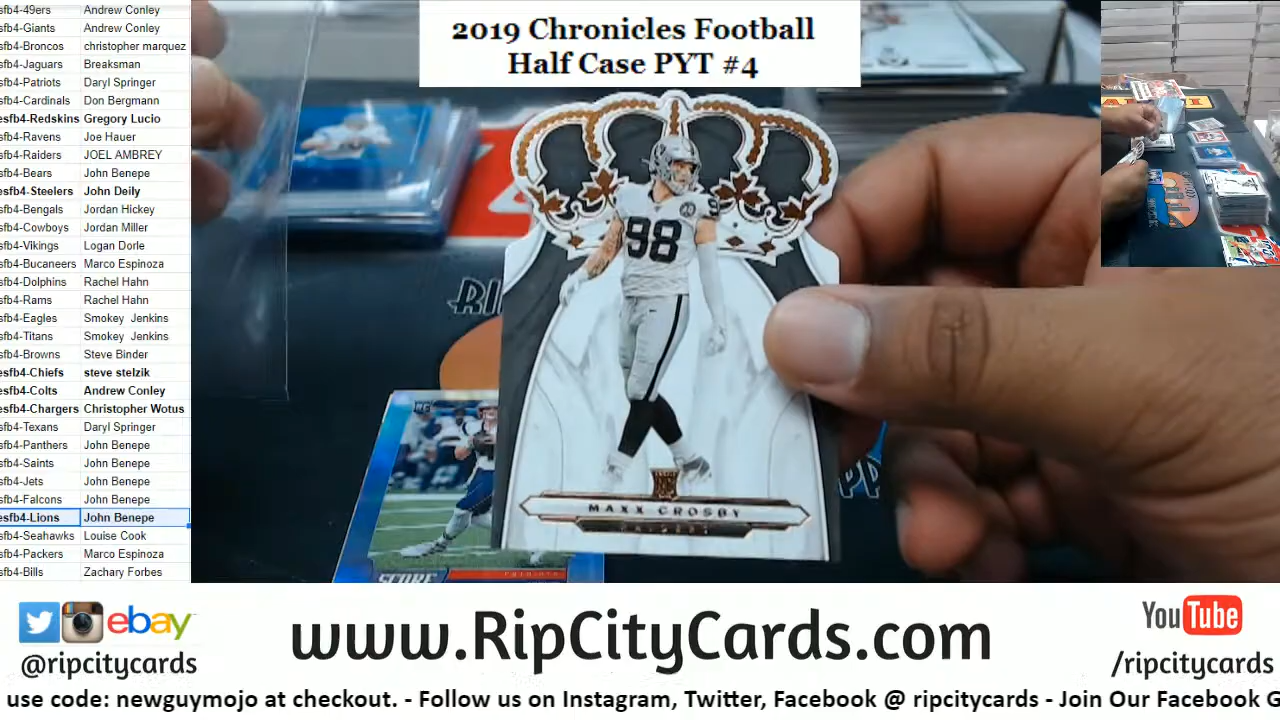 2019 Chronicles Football
Half Case PYT #4
sfb4-49ers Andrew Conley
sfb4-Giants Andrew Conley
sfb4-Broncos christopher marquez
sfb4-Jaguars Breaksman
sfb4-Patriots Daryl Springer
sfb4-Cardinals Don Bergmann
esfb4-Redskins Gregory Lucio
sfb4-Ravens Joe Hauer
sfb4-Raiders JOEL AMBREY
sfb4-Bears John Benepe
esfb4-Steelers John Deily
sfb4-Bengals Jordan Hickey
sfb4-Cowboys Jordan Miller
sfb4-Vikings Logan Dorle
sfb4-Bucaneers Marco Espinoza
sfb4-Dolphins Rachel Hahn
sfb4-Rams Rachel Hahn
sfb4-Eagles Smokey Jenkins
sfb4-Titans Smokey Jenkins
sfb4-Browns Steve Binder
esfb4-Chiefs steve stelzik
esfb4-Colts Andrew Conley
esfb4-Chargers Christopher Wotus
sfb4-Texans Daryl Springer
sfb4-Panthers John Benepe
sfb4-Saints John Benepe
sfb4-Jets John Benepe
sfb4-Falcons John Benepe
esfb4-Lions John Benepe
sfb4-Seahawks Louise Cook
sfb4-Packers Marco Espinoza
sfb4-Bills Zachary Forbes
98
MAXX CROSBY
SCORE
PATRIOTS
ebay
@ripcitycards
www.RipCityCards.com
YouTube
/ripcitycards
use code: newguymojo at checkout. - Follow us on Instagram, Twitter, Facebook @ ripcitycards - Join Our Facebook G